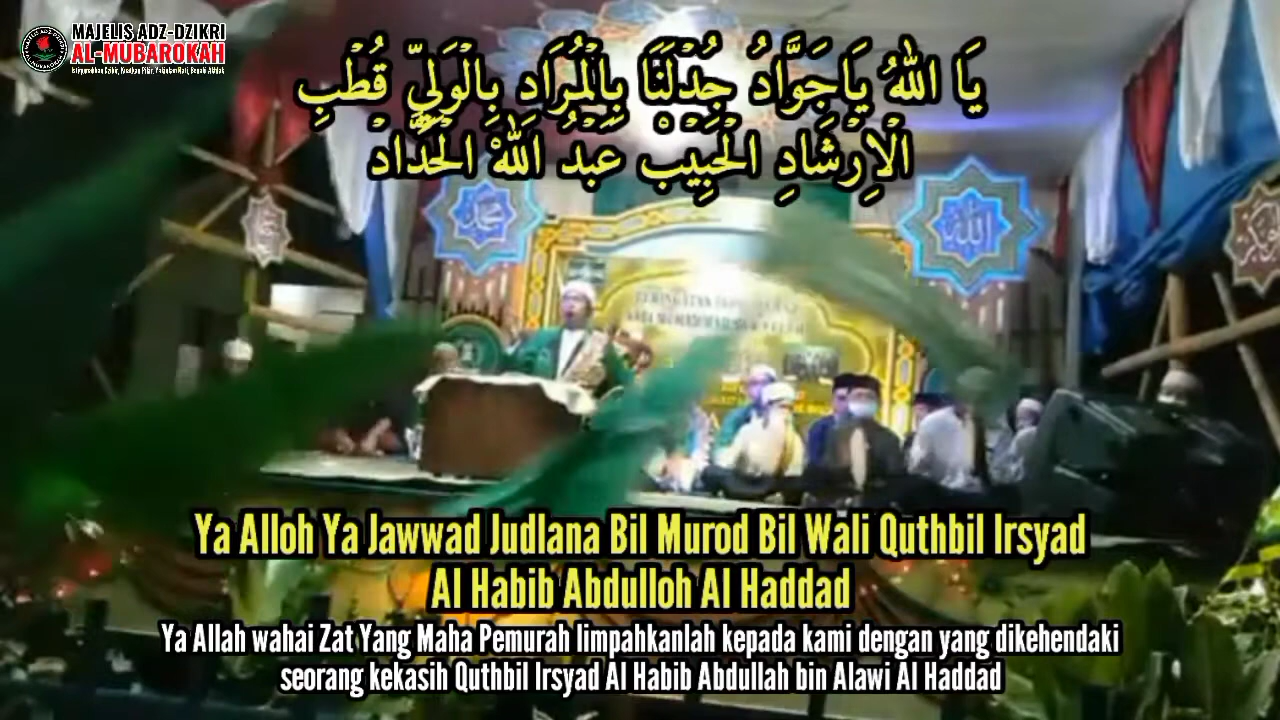 MAJELIS ADZ-DZIKRI
AL-MUBAROKAH
يَا اللهُ يَاجَوَّادُ جُدْلَنَا بِالْمُرَادِ بِالْوَلِيِّ قُطْبِ
الْاِرْشَادِ الْحَبِيْبْ عَبْدُ اللهْ الْحَدَّادْ
محمد
الله
Ya Alloh Ya Jawwad Judlana Bil Murod Bil Wali Quthbil Irsyad
Al Habib Abdulloh Al Haddad
Ya Allah wahai Zat Yang Maha Pemurah limpahkanlah kepada kami dengan yang dikehendaki
seorang kekasih Quthbil Irsyad Al Habib Abdullah bin Alawi Al Haddad